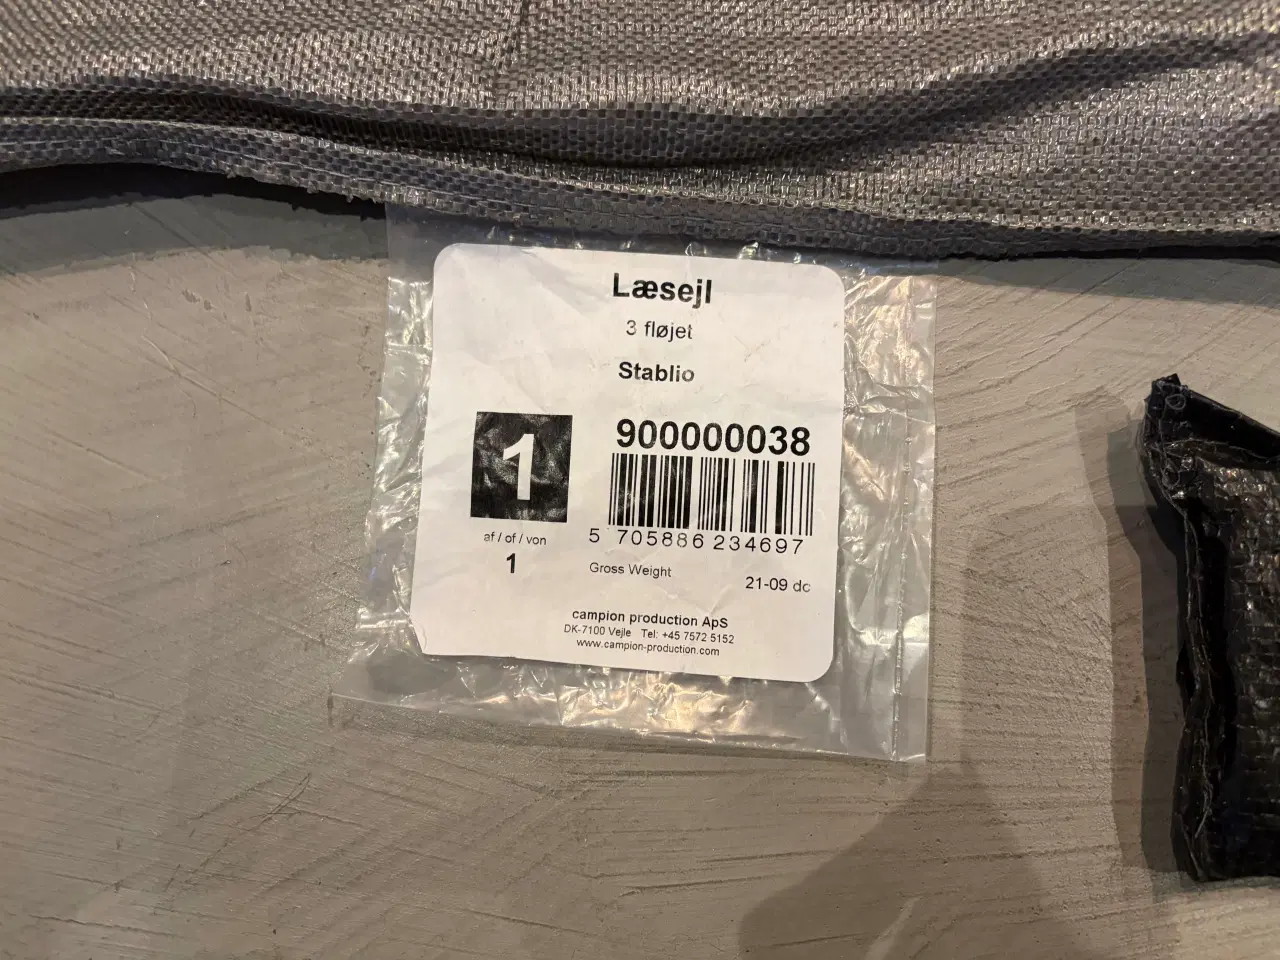 Læsejl
3 fløjet
Stablio
1
af / of / von
1
900000038
5 705886 234697
Gross Weight
21-09 dc
campion production ApS
DK-7100 Vejle Tel: +45 7572 5152
www.campion-production.com